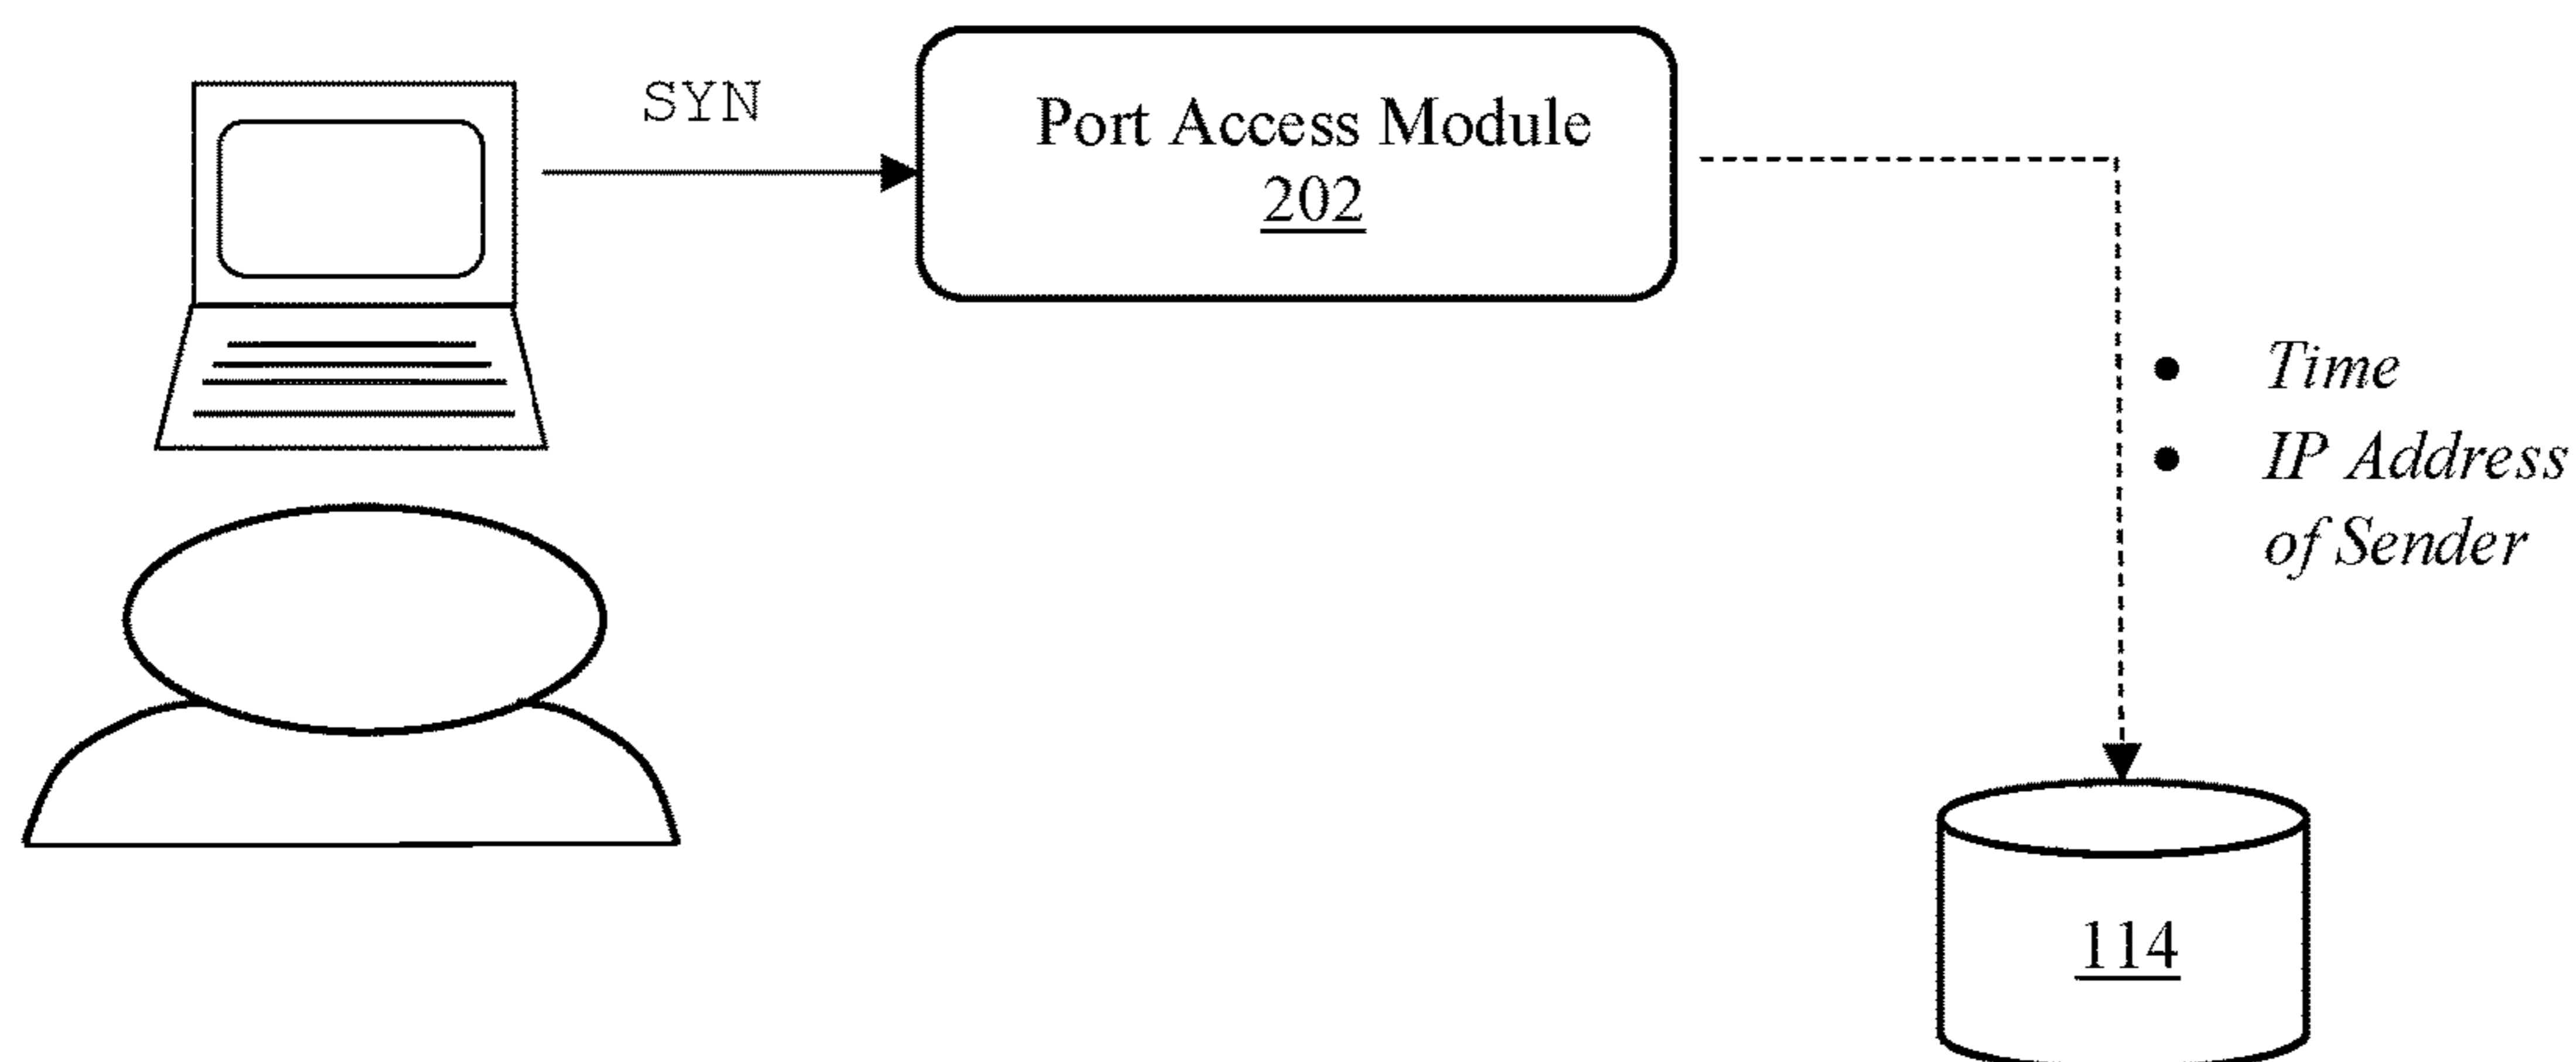 SYN
Port Access Module
202
• Time
• IP Address
of Sender
114